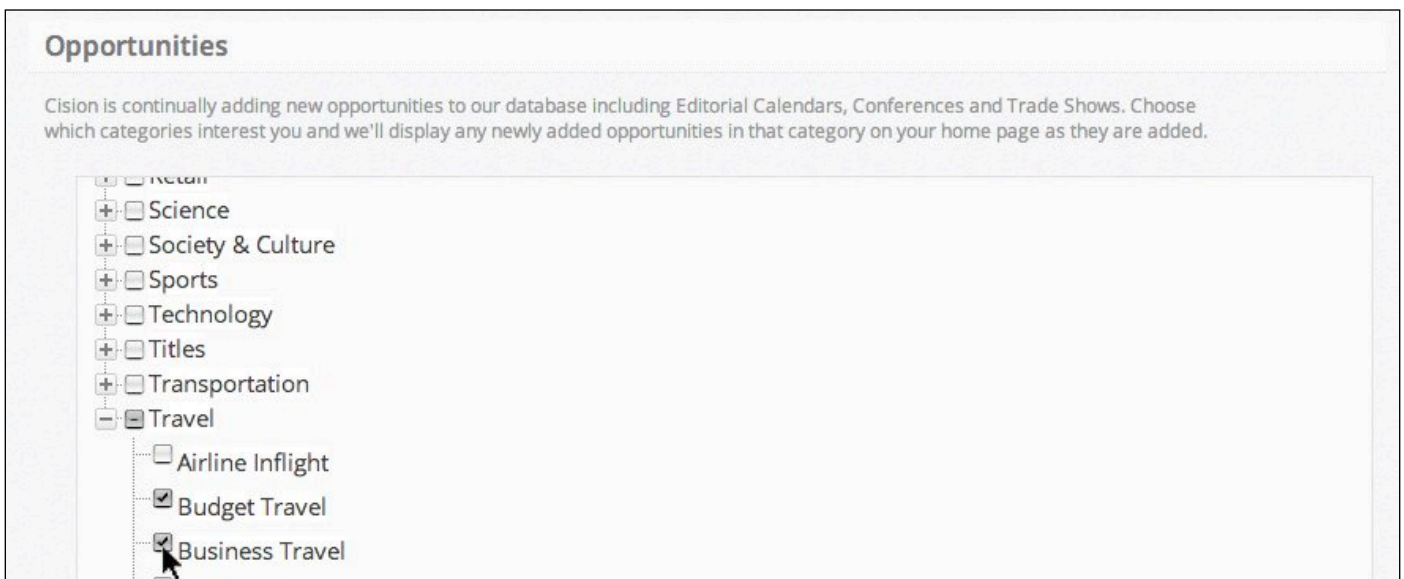 Opportunities
Cision is continually adding new opportunities to our database including Editorial Calendars, Conferences and Trade Shows. Choose
which categories interest you and we'll display any newly added opportunities in that category on your home page as they are added.
Retail
Science
Society & Culture
Sports
Technology
Titles
Transportation
Travel
Airline Inflight
Budget Travel
Business Travel